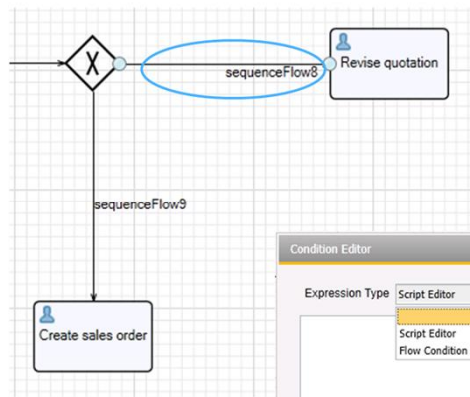 X
Revise quotation
sequenceFlow8
sequenceFlow9
Create sales order
Condition Editor
Expression Type Script Editor
Script Editor
Flow Condition